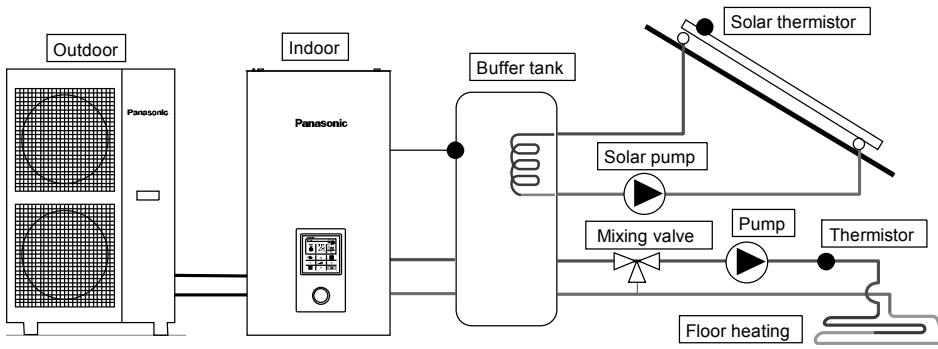 Outdoor
Indoor
Buffer tank
Solar thermistor
Panasonic
Panasonic
Solar pump
Mixing valve
Pump
Thermistor
Floor heating